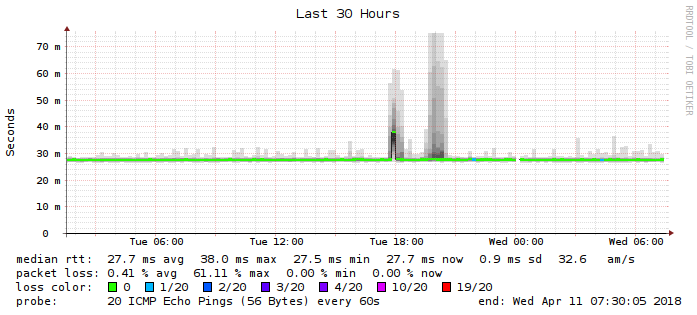 Last 30 Hours
RRDTOOL / TOBI OETIKER
Seconds
70 m
60 m
50 m
40 m
30 m
20 m
10 m
0
Tue 06:00 Tue 12:00 Tue 18:00 Wed 00:00 Wed 06:00
median rtt: 27.7 ms avg 38.0 ms max 27.5 ms min 27.7 ms now 0.9 ms sd 32.6 am/s
packet loss: 0.41 % avg 61.11 % max 0.00 % min 0.00 % now
loss color: 0 1/20 2/20 3/20 4/20 10/20 19/20
probe: 20 ICMP Echo Pings (56 Bytes) every 60s end: Wed Apr 11 07:30:05 2018